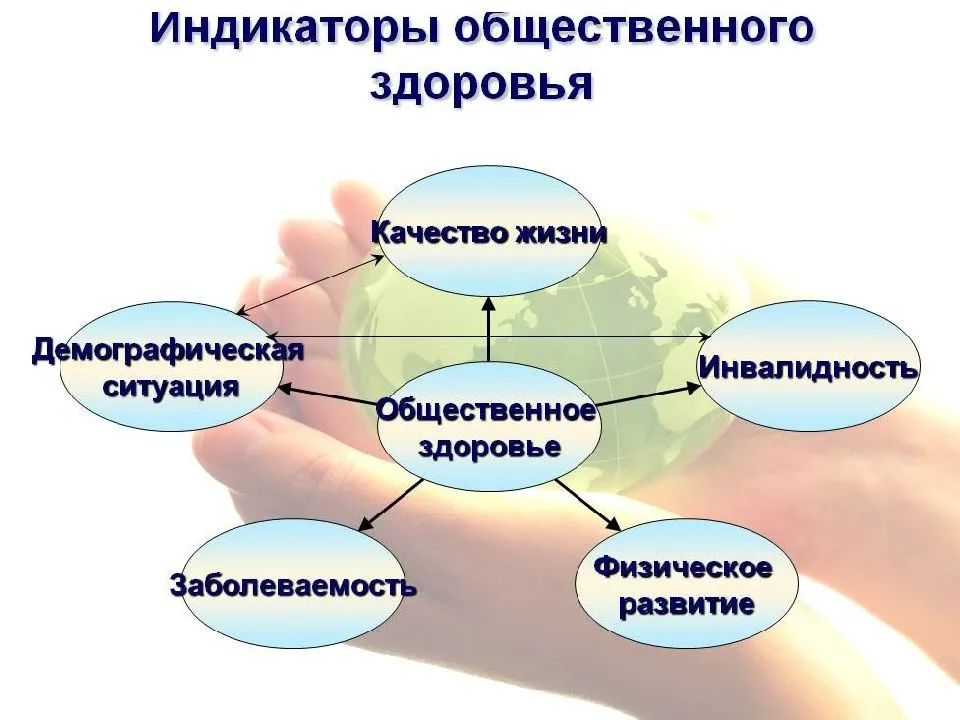 Индикаторы общественного
здоровья
Качество жизни
Демографическая
ситуация
Инвалидность
Общественное
здоровье
Заболеваемость
Физическое
развитие